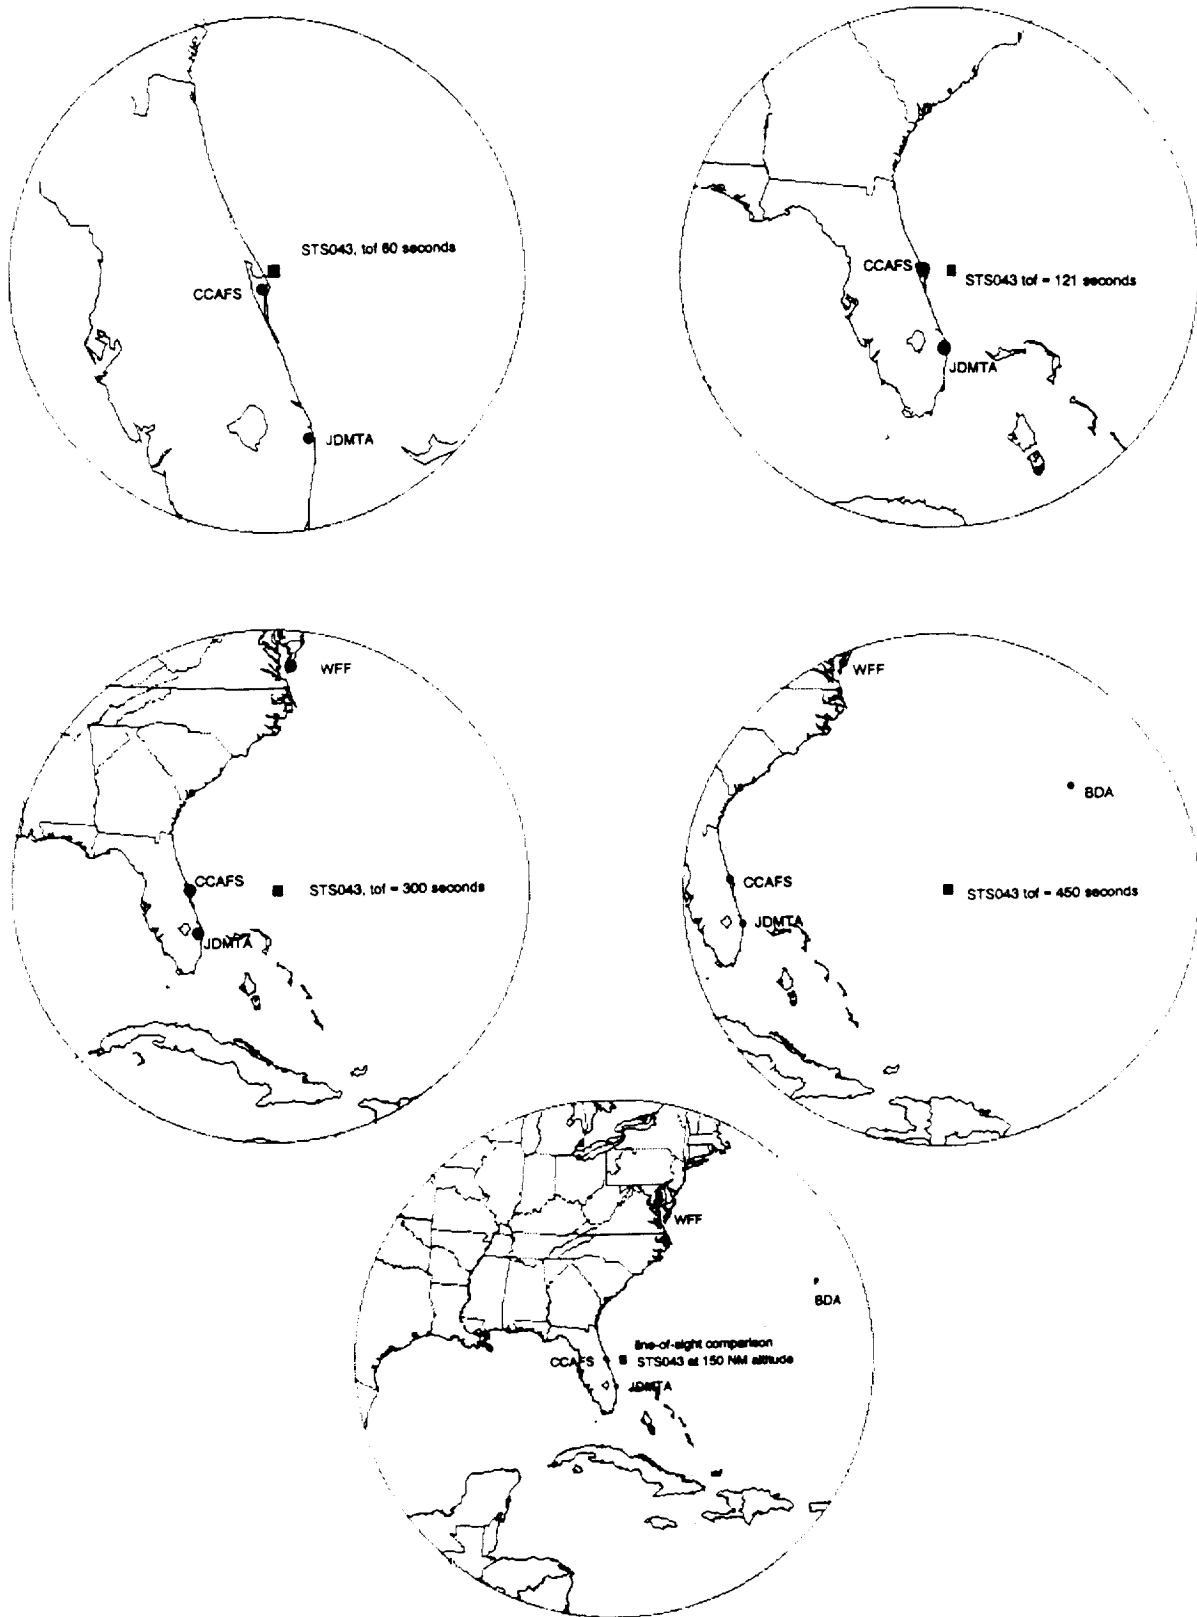 STS043, tof 60 seconds
CCAFS
JDMTA
CCAFS
STS043 tof = 121 seconds
JDMTA
WFF
CCAFS
STS043, tof = 300 seconds
JDMTA
WFF
BDA
CCAFS
STS043 tof = 450 seconds
JDMTA
WFF
BDA
line-of-sight comparison
CCAFS
STS043 at 150 NM altitude
JDMTA